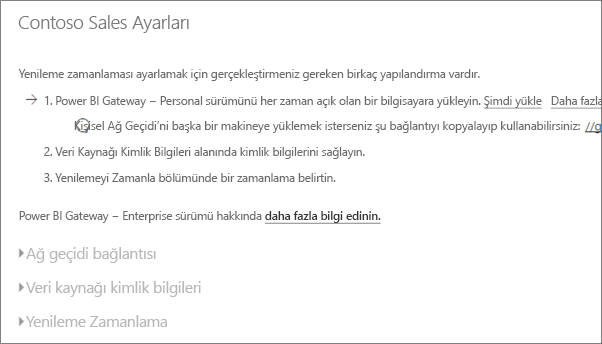 Contoso Sales Ayarları
Yenileme zamanlaması ayarlamak için gerçekleştirmeniz gereken birkaç yapılandırma vardır.
1. Power BI Gateway – Personal sürümünü her zaman açık olan bir bilgisayara yükleyin. Şimdi yükle Daha fazla
Kişisel Ağ Geçidi'ni başka bir makineye yüklemek isterseniz şu bağlantıyı kopyalayıp kullanabilirsiniz: //g
2. Veri Kaynağı Kimlik Bilgileri alanında kimlik bilgilerini sağlayın.
3. Yenilemeyi Zamanla bölümünde bir zamanlama belirtin.
Power BI Gateway – Enterprise sürümü hakkında daha fazla bilgi edinin.
Ağ geçidi bağlantısı
Veri kaynağı kimlik bilgileri
Yenileme Zamanlama